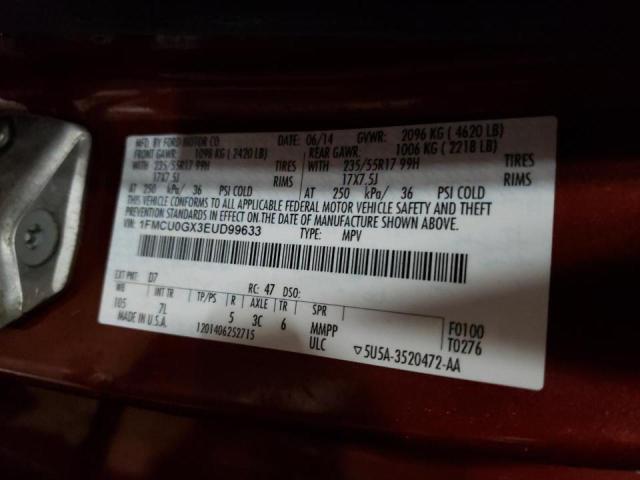 MFD. BY FORD MOTOR CO. DATE: 06/14 GVWR: 2096 KG ( 4620 LB)
FRONT GAWR: 1098 KG ( 2420 LB) REAR GAWR: 1006 KG ( 2218 LB)
WITH 235/55R17 99H TIRES WITH 235/55R17 99H TIRES
17X7.5J RIMS 17X7.5J RIMS
AT 250 kPa/ 36 PSI COLD AT 250 kPa/ 36 PSI COLD
THIS VEHICLE CONFORMS TO ALL APPLICABLE FEDERAL MOTOR VEHICLE SAFETY AND THEFT
PREVENTION STANDARDS IN EFFECT ON THE DATE OF MANUFACTURE SHOWN ABOVE.
VIN: 1FMCU0GX3EUD99633 TYPE: MPV
EXT PNT: D7 RC: 47 DSO:
WB INT TR TP/PS R AXLE TR SPR
105 7L 5 3C 6 MMPP F0100
MADE IN U.S.A. 1201406252715 ULC ▽5U5A-3520472-AA T0276